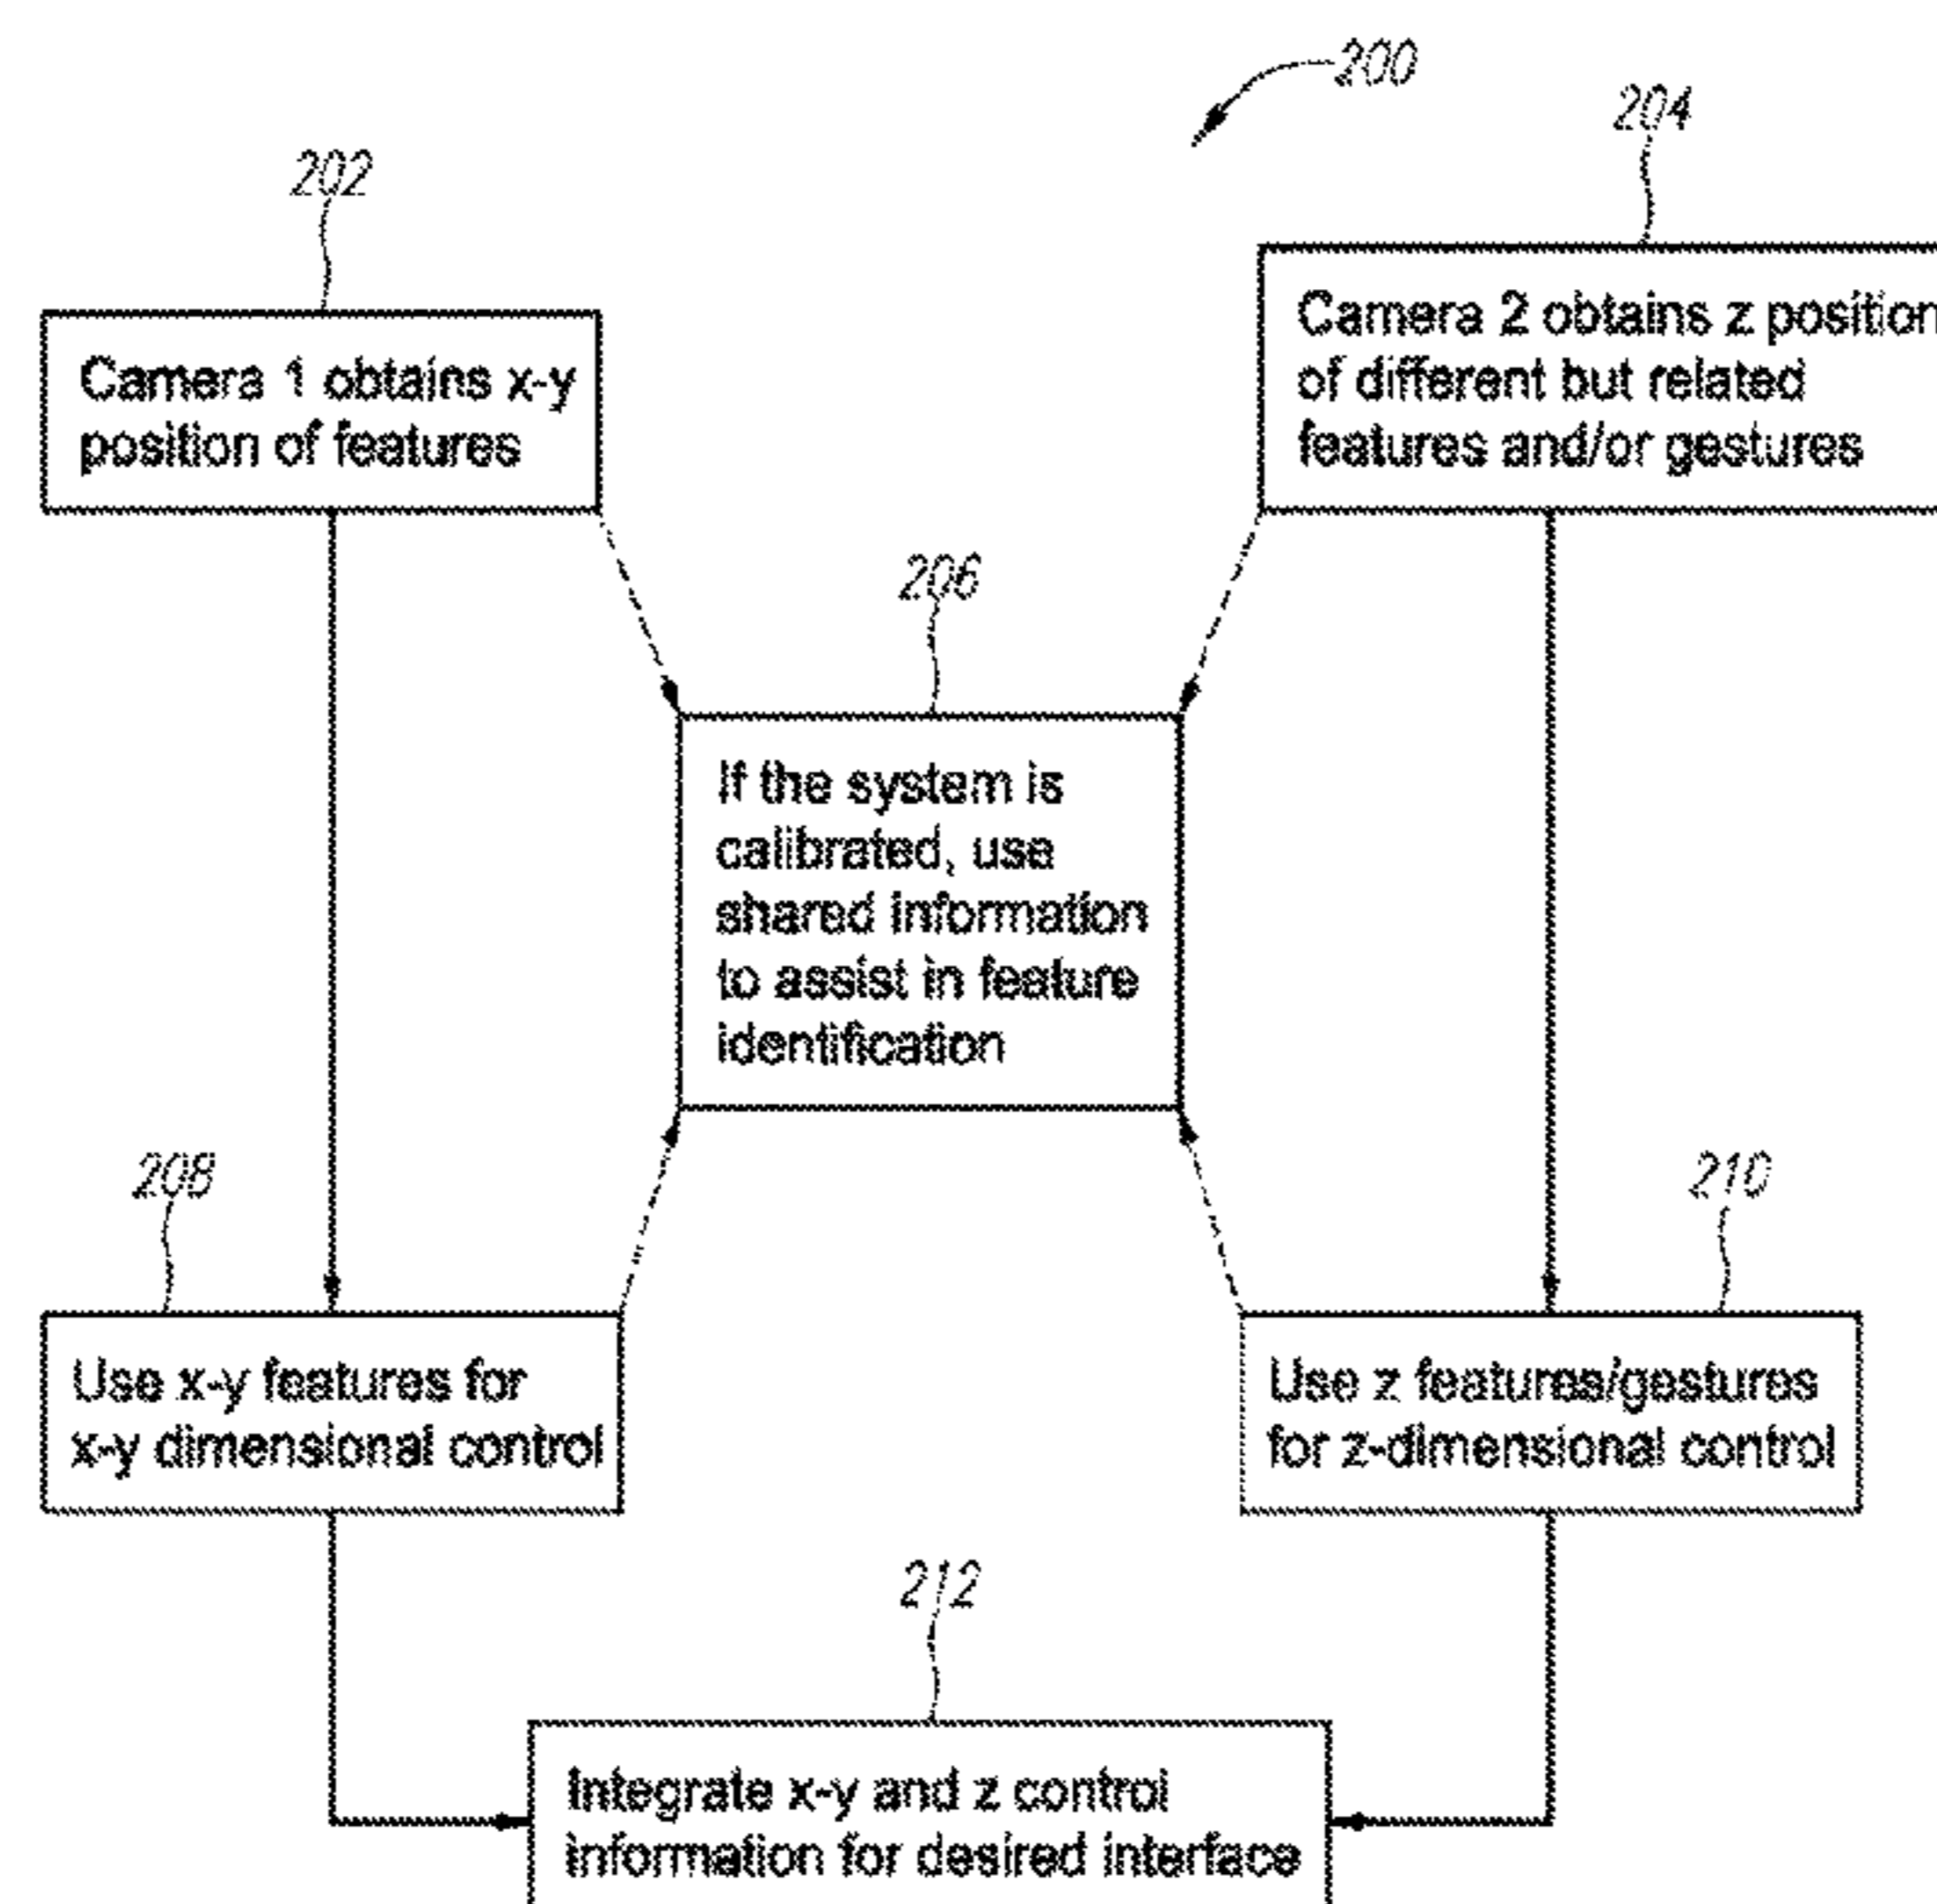 200
204
202
Camera 2 obtains z position
of different but related
features and/or gestures
Camera 1 obtains x-y
position of features
206
If the system is
calibrated, use
shared information
to assist in feature
identification
208
210
Use x-y features for
x-y dimensional control
Use z features/gestures
for z-dimensional control
212
Integrate x-y and z control
information for desired interface